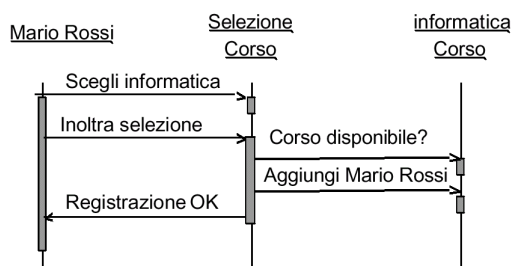 Mario Rossi
Selezione
Corso
informatica
Corso
Scegli informatica
Inoltra selezione
Corso disponibile?
Aggiungi Mario Rossi
Registrazione OK